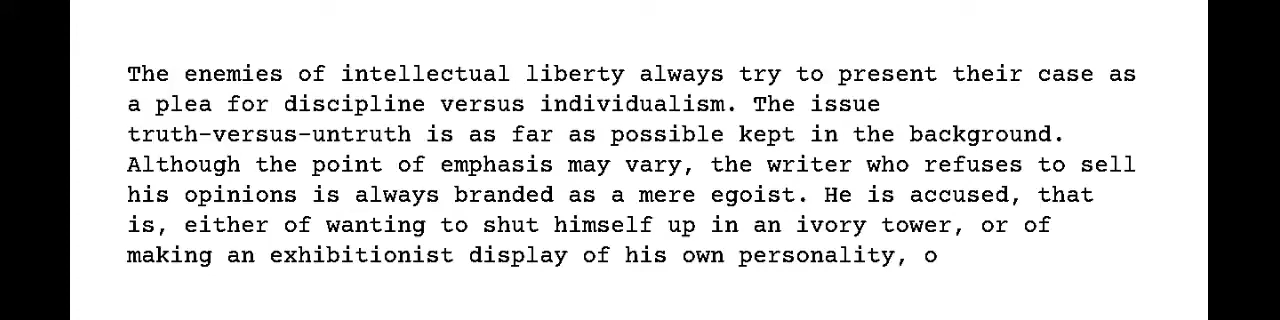 The enemies of intellectual liberty always try to present their case as
a plea for discipline versus individualism. The issue
truth-versus-untruth is as far as possible kept in the background.
Although the point of emphasis may vary, the writer who refuses to sell
his opinions is always branded as a mere egoist. He is accused, that
is, either of wanting to shut himself up in an ivory tower, or of
making an exhibitionist display of his own personality, o